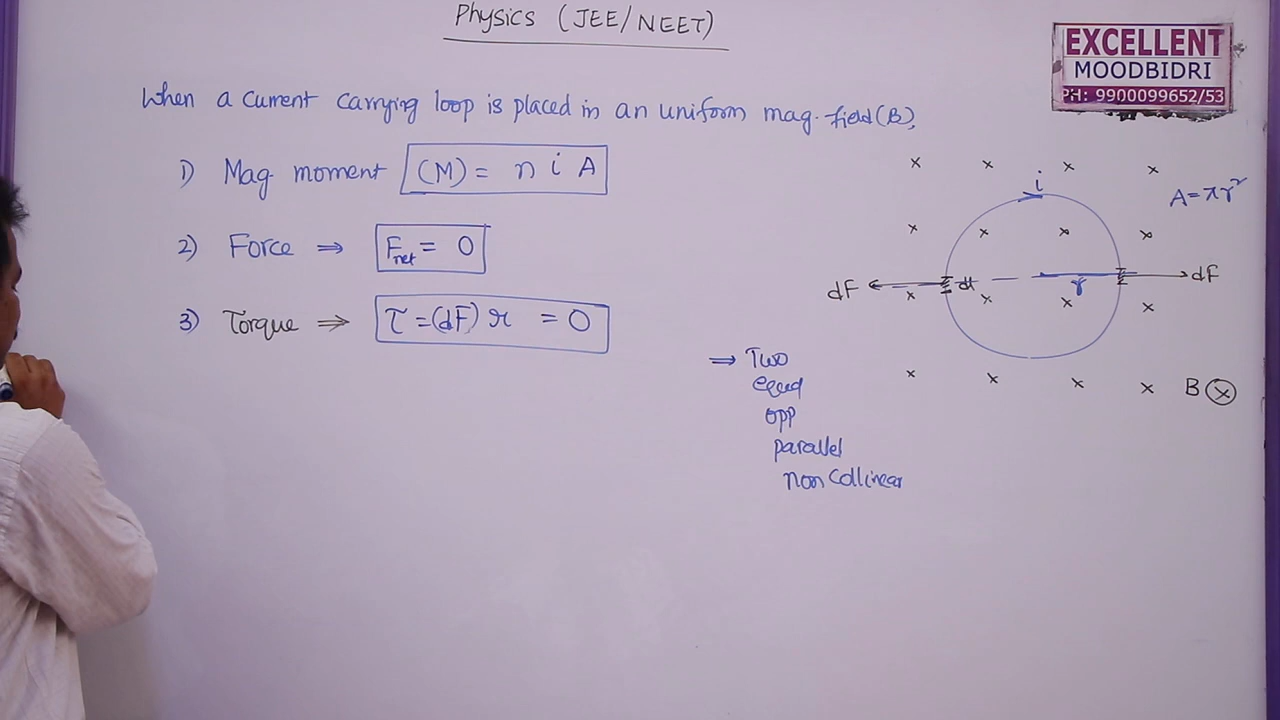 Physics (JEE/NEET)
EXCELLENT
MOODBIDRI
PH: 9900099652/53
When a current carrying loop is placed in an uniform mag. field (B),
1) Mag. moment (M) = n i A
2) Force ⇒ Fnet = 0
3) Torque ⇒ τ = (dF) r = 0
i
A = πr²
dF
dl
r
dF
B ⊗
⇒ Two
equal
opp
parallel
non collinear